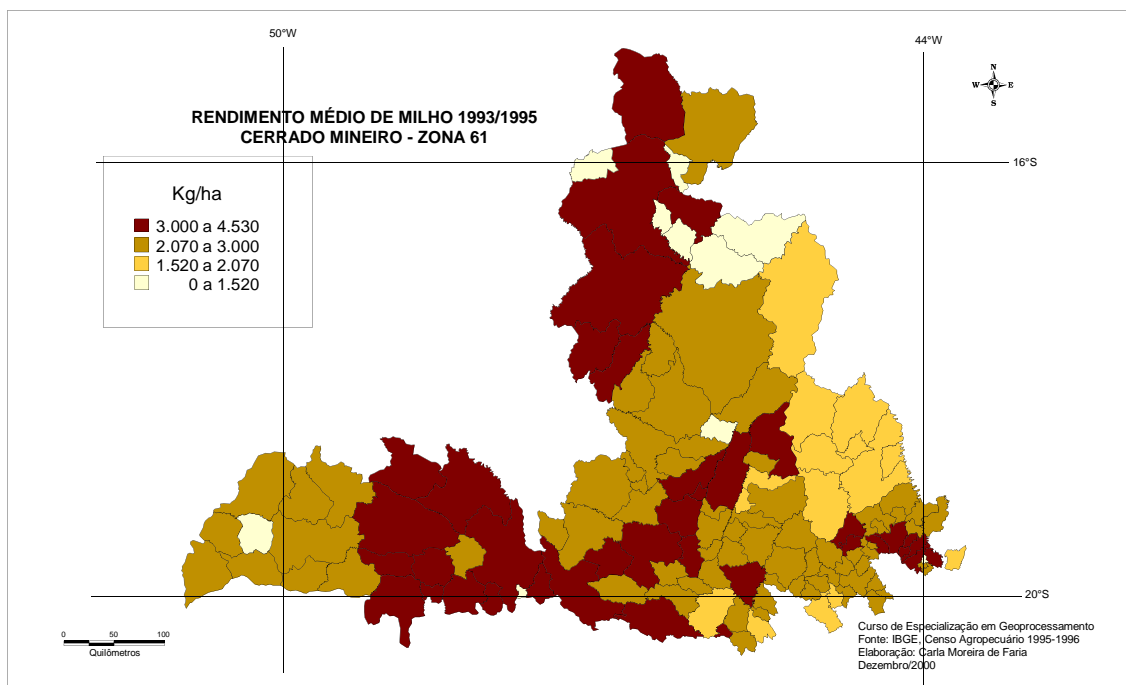 50°W
44°W
N
W E
S
RENDIMENTO MÉDIO DE MILHO 1993/1995
CERRADO MINEIRO - ZONA 61
16°S
Kg/ha
3.000 a 4.530
2.070 a 3.000
1.520 a 2.070
0 a 1.520
20°S
0 50 100
Quilômetros
Curso de Especialização em Geoprocessamento
Fonte: IBGE, Censo Agropecuário 1995-1996
Elaboração: Carla Moreira de Faria
Dezembro/2000